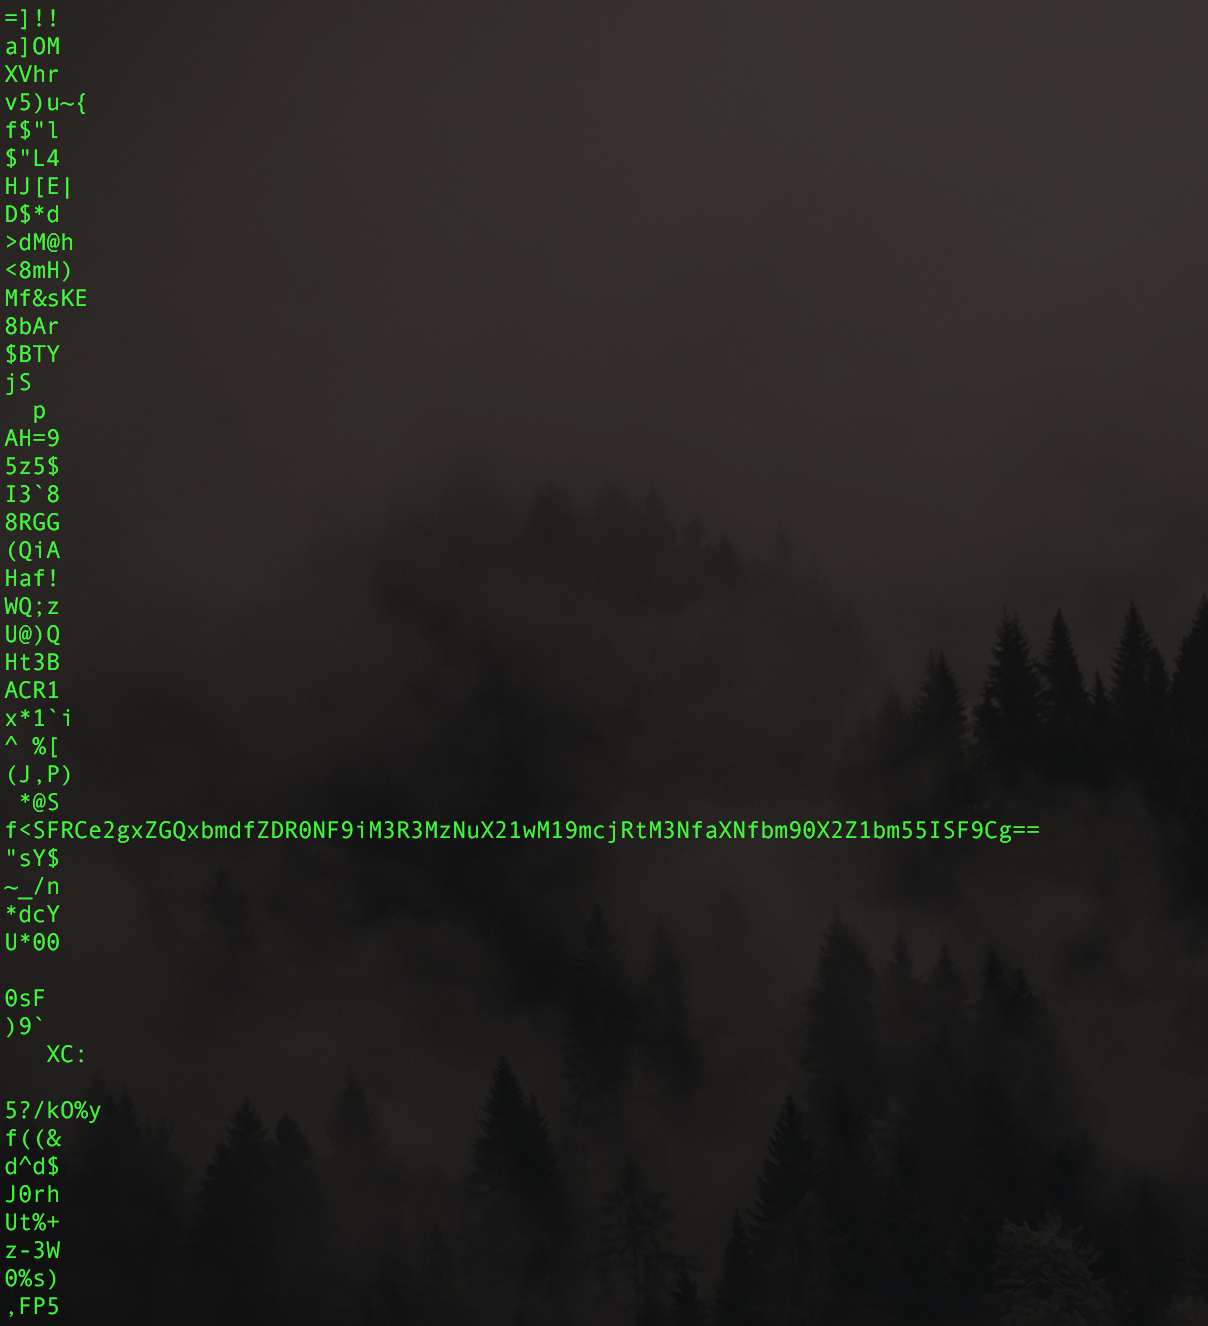 =]!!
a]OM
XVhr
v5)u~{
f$"l
$"L4
HJ[E|
D$*d
>dM@h
<8mH)
Mf&sKE
8bAr
$BTY
jS
  p
AH=9
5z5$
I3`8
8RGG
(QiA
Haf!
WQ;z
U@)Q
Ht3B
ACR1
x*1`i
^ %[
(J,P)
 *@S
f<SFRCe2gxZGQxbmdfZDR0NF9iM3R3MzNuX21wM19mcjRtM3NfaXNfbm90X2Z1bm55ISF9Cg==
"sY$
~_/n
*dcY
U*00

0sF
)9`
   XC:

5?/kO%y
f((&
d^d$
J0rh
Ut%+
z-3W
0%s)
,FP5